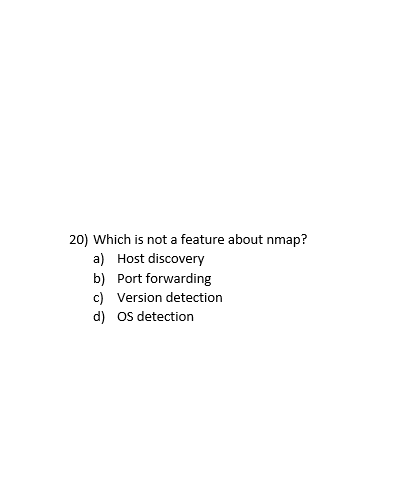 20) Which is not a feature about nmap?
a) Host discovery
b) Port forwarding
c) Version detection
d) OS detection